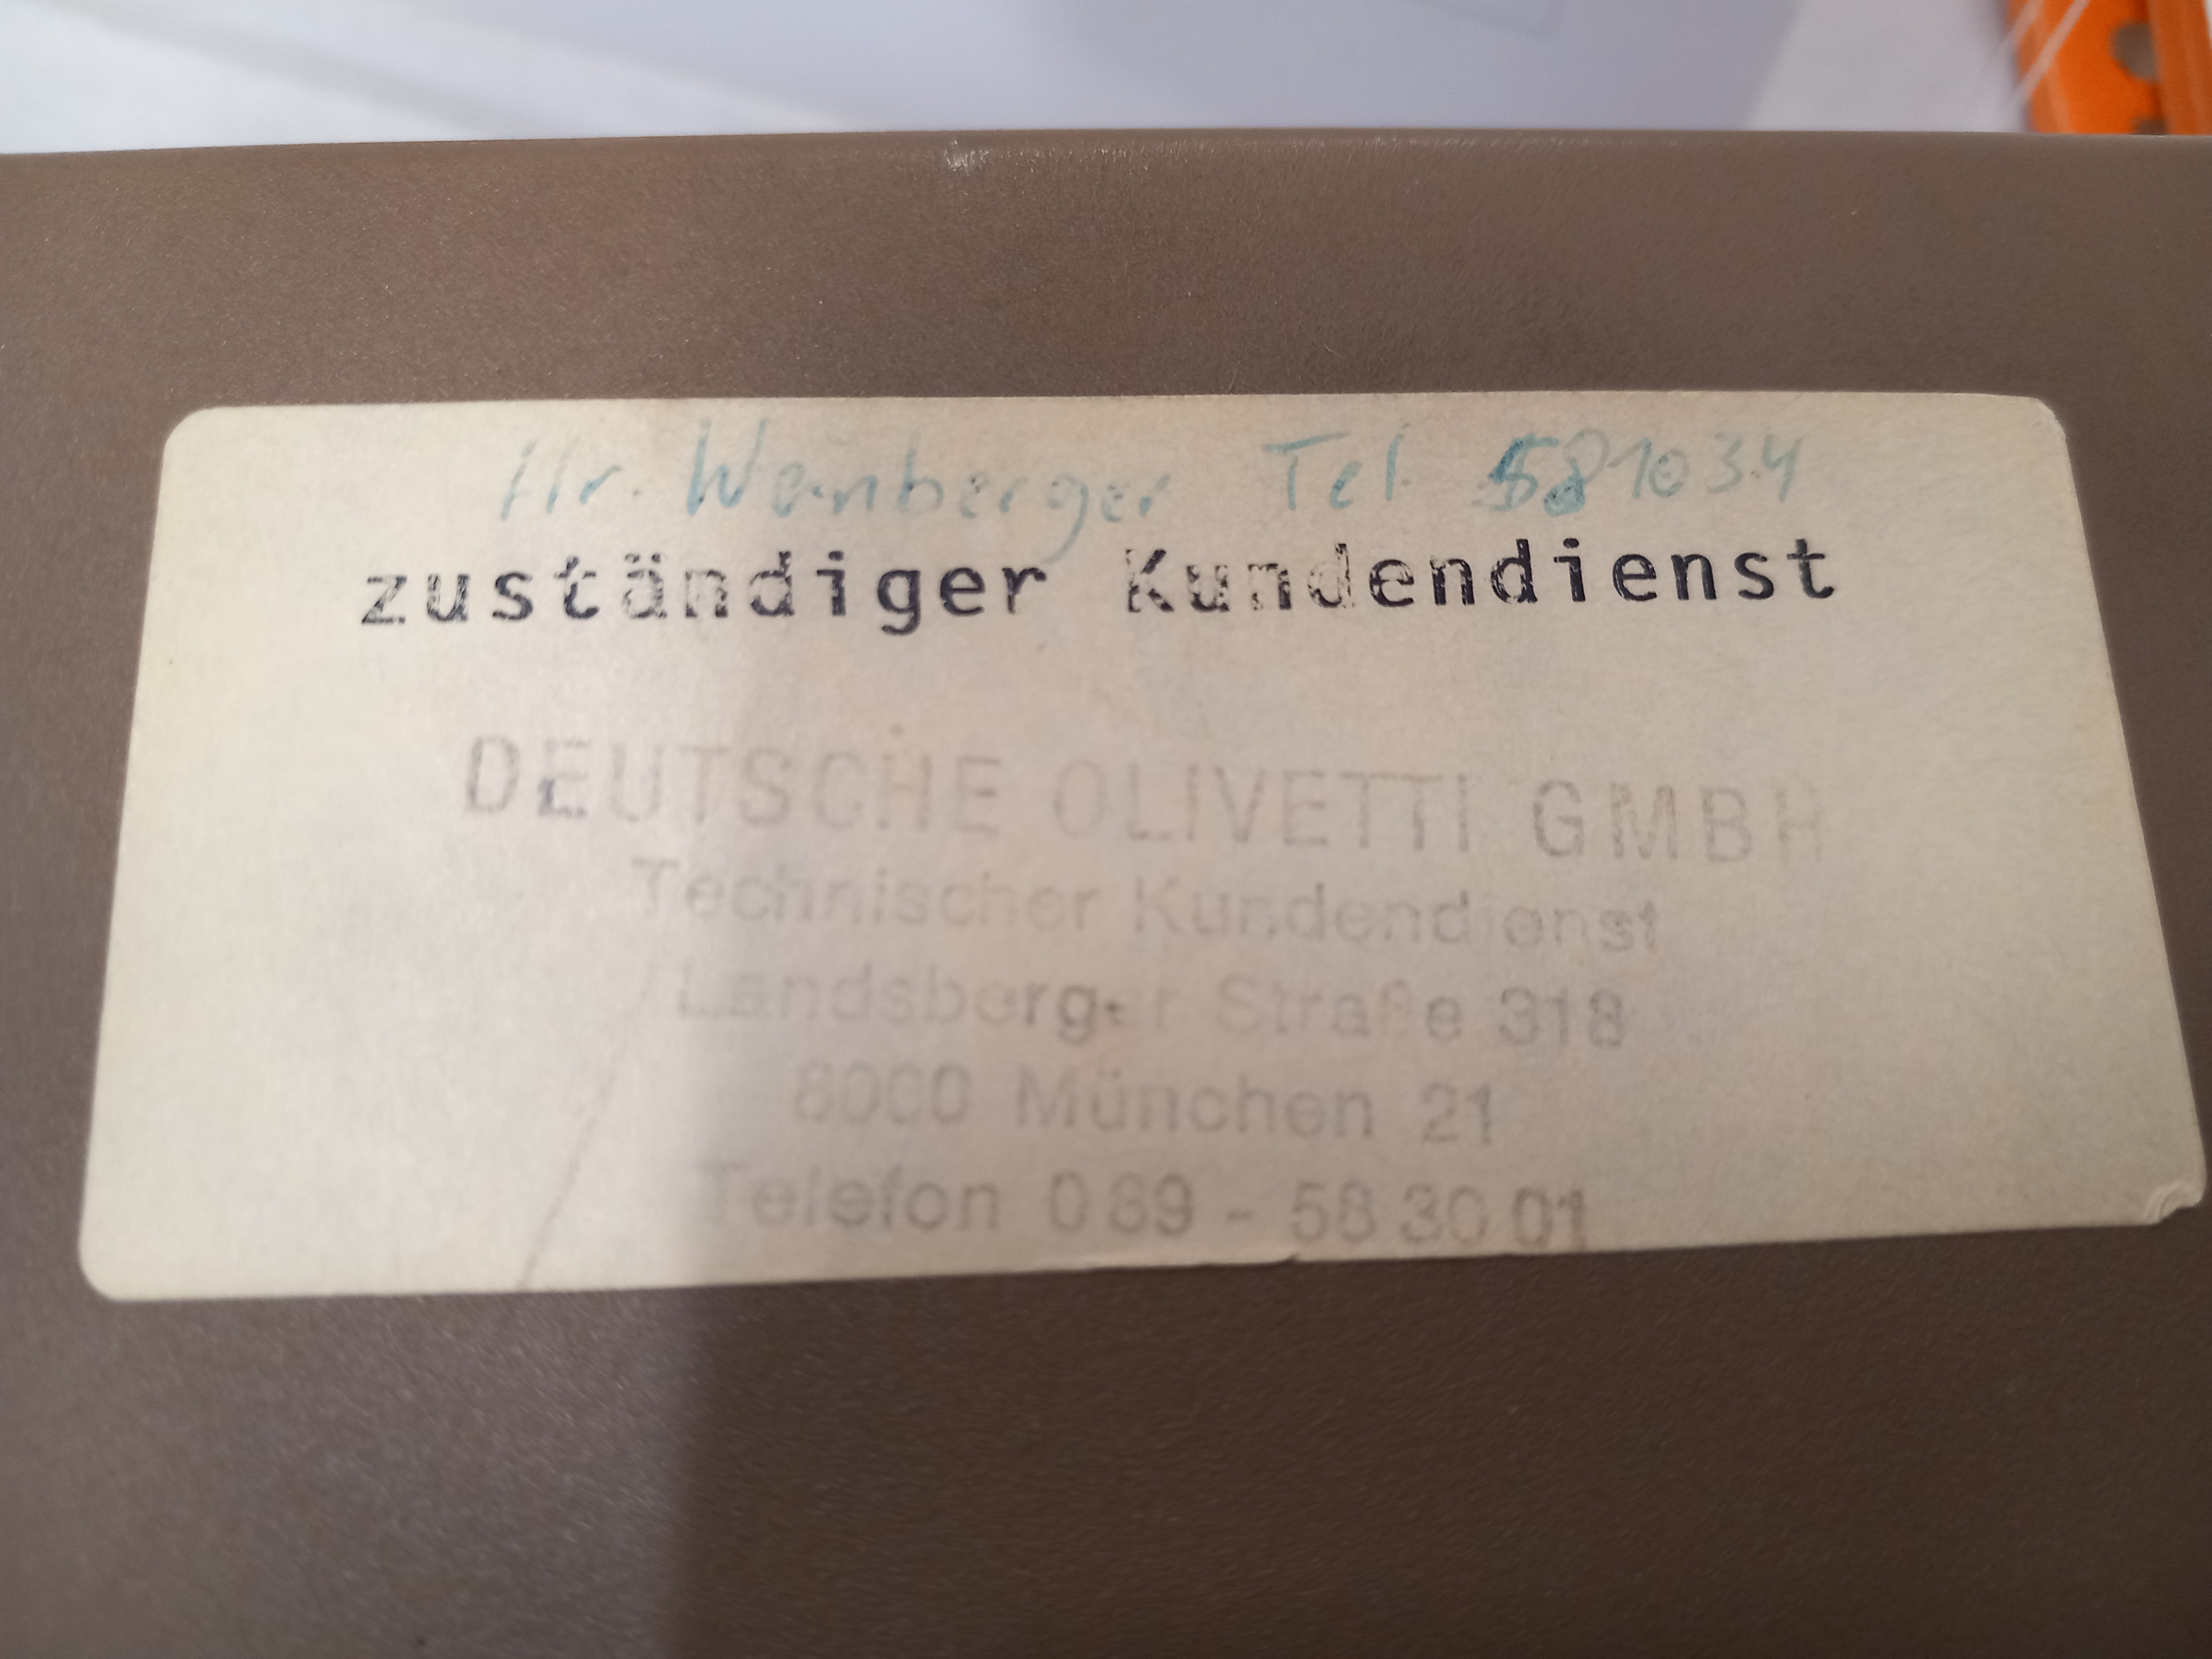 Hr. Weinberger Tel. 581034
zuständiger Kundendienst
DEUTSCHE OLIVETTI GMBH
Technischer Kundendienst
Landsberger Straße 318
8000 München 21
Telefon 089 - 58 30 01